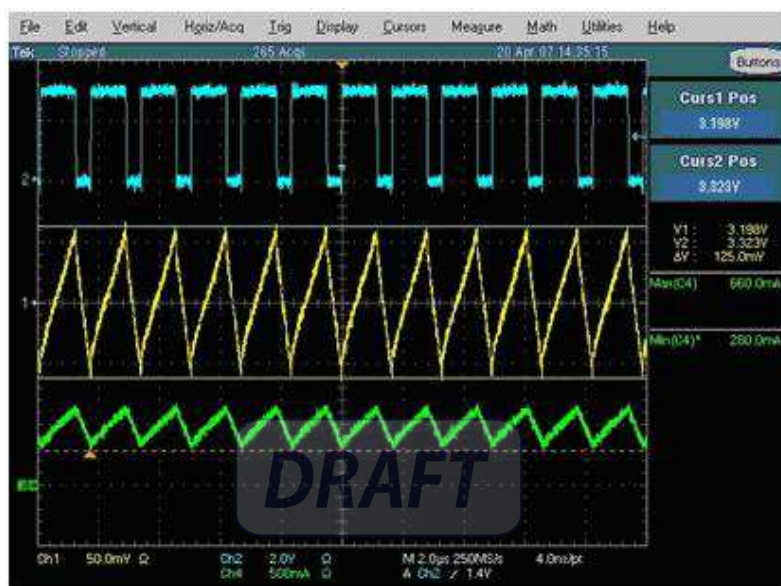 File Edit Vertical Horiz/Acq Trig Display Cursors Measure Math Utilities Help
Tek Stopped 265 Acqs 20 Apr 07 14:35:15
Buttons
Curs1 Pos
3.198V
Curs2 Pos
3.323V
2
V1 : 3.198V
V2 : 3.323V
ΔV : 125.0mV
Max(C4) 660.0mA
1
Min(C4)* 280.0mA
DRAFT
Ch1 50.0mV Ω Ch2 2.0V Ω M 2.0µs 250MS/s 4.0ns/pt
Ch4 500mA Ω A Ch2 ∕ 1.4V